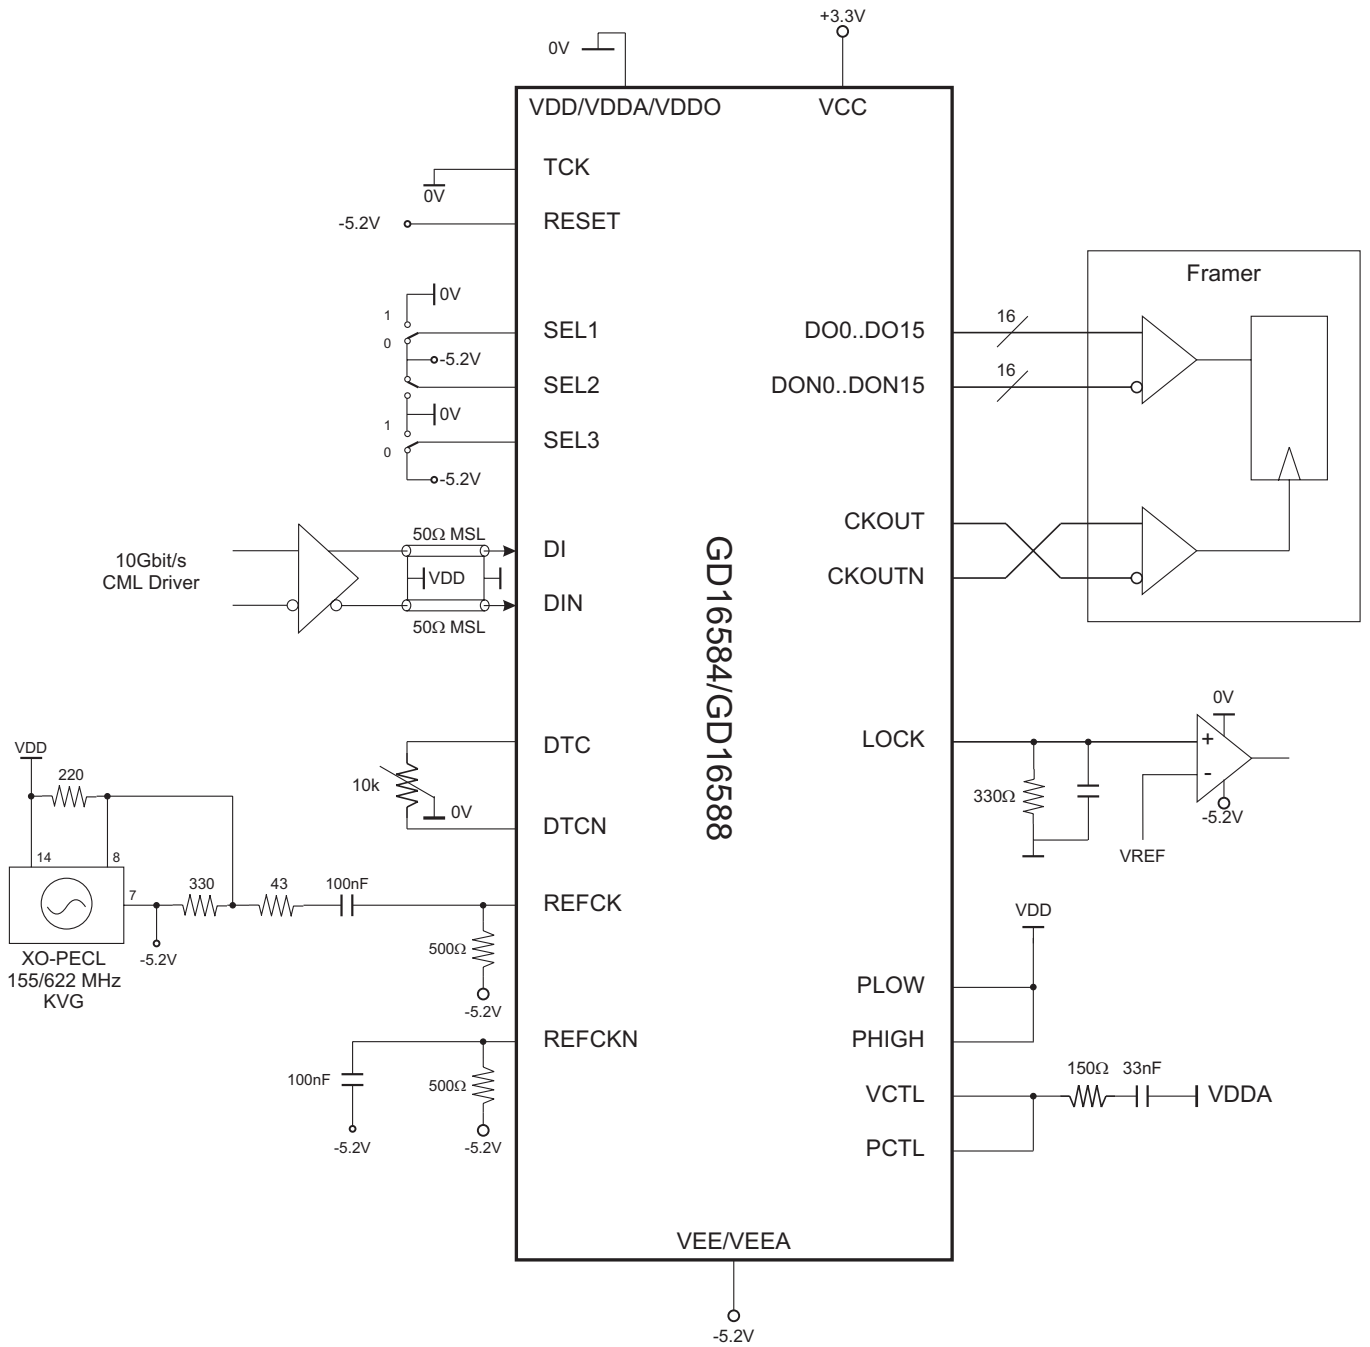 +3.3V
0V
VDD/VDDA/VDDO
VCC
TCK
0V
-5.2V
RESET
0V
1
0
SEL1
-5.2V
SEL2
0V
1
0
SEL3
-5.2V
Framer
16
DO0..DO15
16
DON0..DON15
CKOUT
CKOUTN
10Gbit/s
CML Driver
50Ω MSL
DI
VDD
DIN
50Ω MSL
GD16584/GD16588
DTC
10k
0V
DTCN
LOCK
330Ω
0V
+
-
-5.2V
VREF
VDD
220
14
8
7
330
43
100nF
REFCK
-5.2V
XO-PECL
155/622 MHz
KVG
500Ω
-5.2V
REFCKN
100nF
500Ω
-5.2V
-5.2V
VDD
PLOW
PHIGH
VCTL
150Ω
33nF
VDDA
PCTL
VEE/VEEA
-5.2V